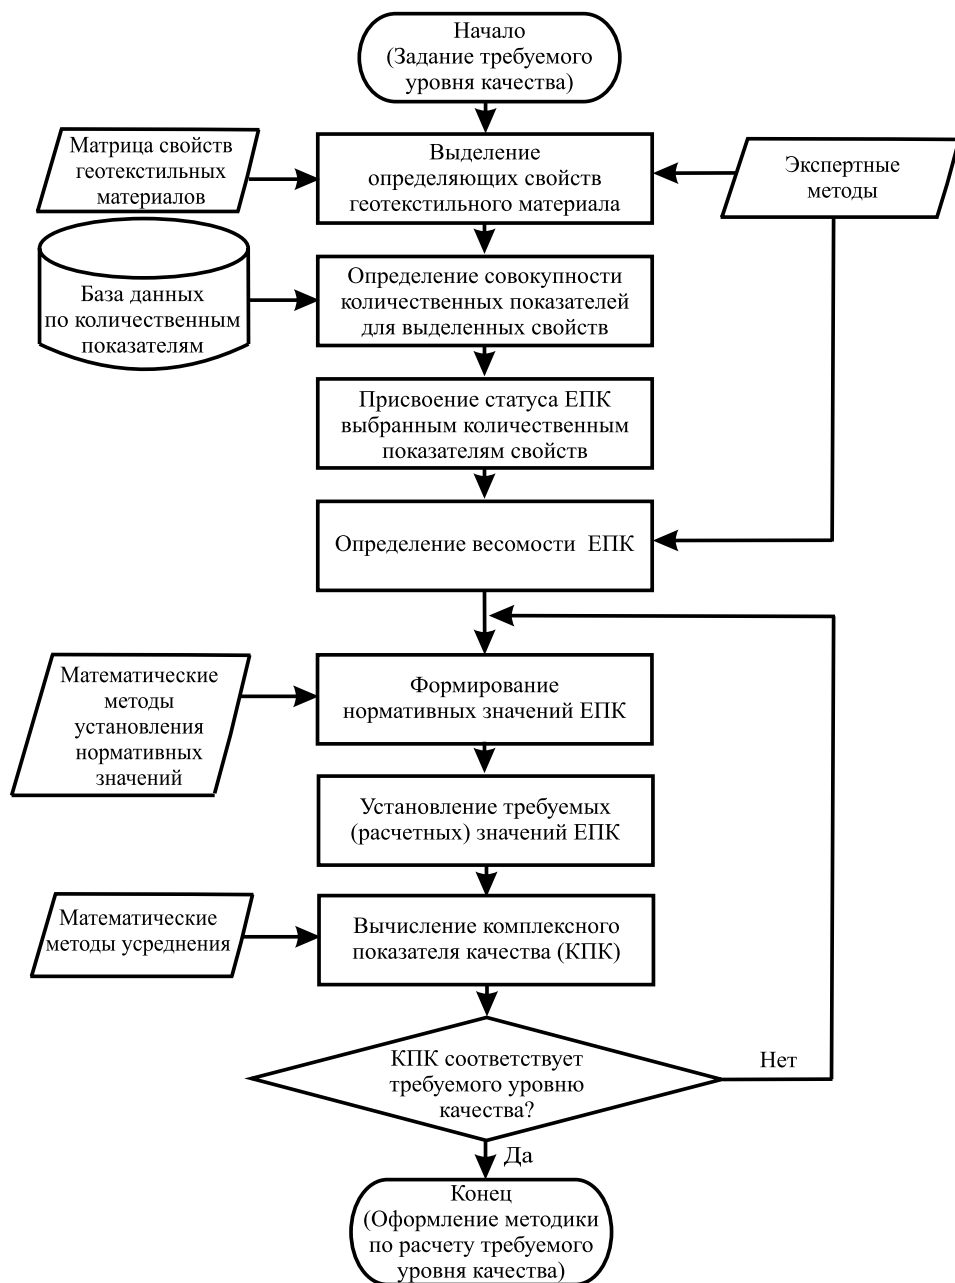 Начало
(Задание требуемого
уровня качества)
Матрица свойств
геотекстильных
материалов
Выделение
определяющих свойств
геотекстильного материала
Экспертные
методы
База данных
по количественным
показателям
Определение совокупности
количественных показателей
для выделенных свойств
Присвоение статуса ЕПК
выбранным количественным
показателям свойств
Определение весомости ЕПК
Математические
методы
установления
нормативных
значений
Формирование
нормативных значений ЕПК
Установление требуемых
(расчетных) значений ЕПК
Математические
методы усреднения
Вычисление комплексного
показателя качества (КПК)
КПК соответствует
требуемого уровню
качества?
Нет
Да
Конец
(Оформление методики
по расчету требуемого
уровня качества)